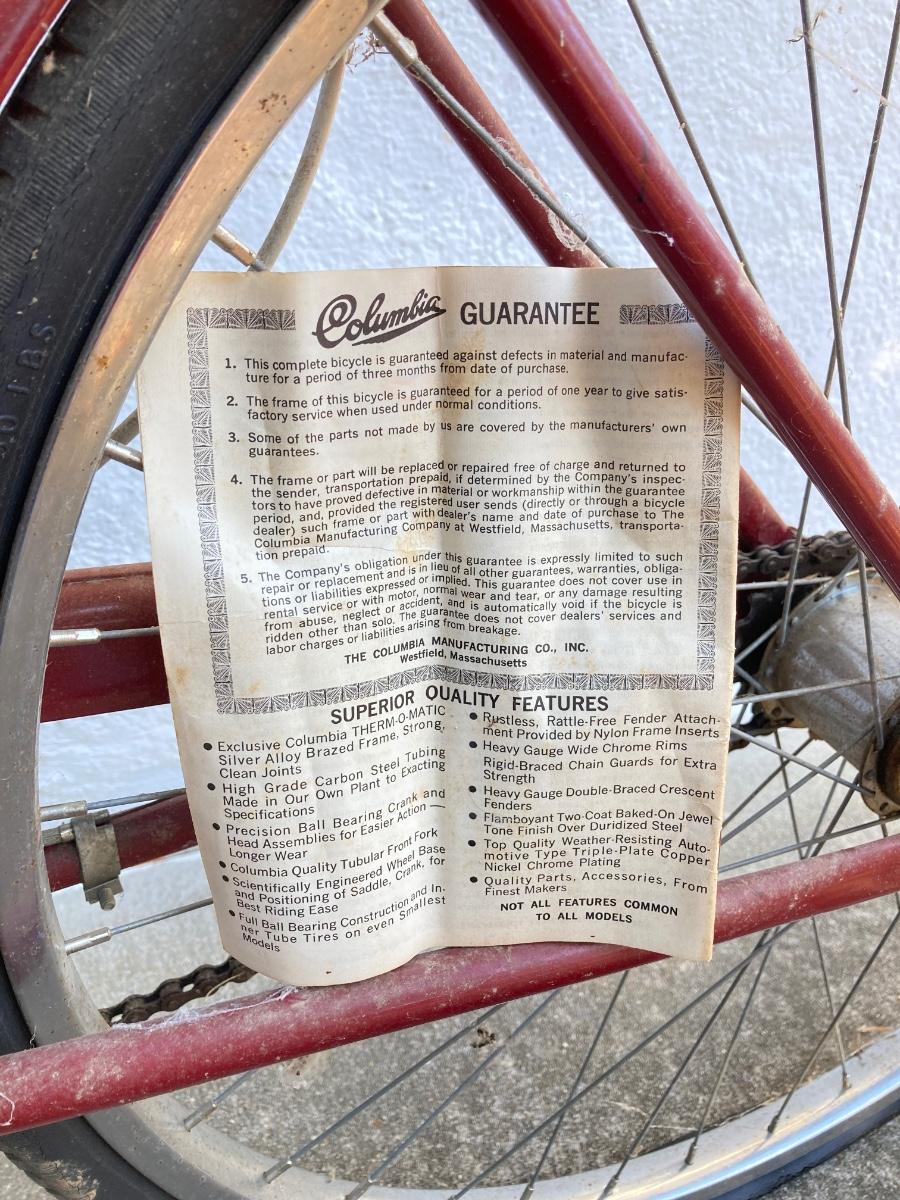 Columbia GUARANTEE
1. This complete bicycle is guaranteed against defects in material and manufac-
ture for a period of three months from date of purchase.
2. The frame of this bicycle is guaranteed for a period of one year to give satis-
factory service when used under normal conditions.
3. Some of the parts not made by us are covered by the manufacturers' own
guarantees.
4. The frame or part will be replaced or repaired free of charge and returned to
the sender, transportation prepaid, if determined by the Company's inspec-
tors to have proved defective in material or workmanship within the guarantee
period, and, provided the registered user sends (directly or through a bicycle
dealer) such frame or part with dealer's name and date of purchase to The
Columbia Manufacturing Company at Westfield, Massachusetts, transporta-
tion prepaid.
5. The Company's obligation under this guarantee is expressly limited to such
repair or replacement and is in lieu of all other guarantees, warranties, obliga-
tions or liabilities expressed or implied. This guarantee does not cover use in
rental service or with motor, normal wear and tear, or any damage resulting
from abuse, neglect or accident, and is automatically void if the bicycle is
ridden other than solo. The guarantee does not cover dealers' services and
labor charges or liabilities arising from breakage.
THE COLUMBIA MANUFACTURING CO., INC.
Westfield, Massachusetts
SUPERIOR QUALITY FEATURES
● Exclusive Columbia THERM-O-MATIC
Silver Alloy Brazed Frame, Strong,
Clean Joints
● High Grade Carbon Steel Tubing
Made in Our Own Plant to Exacting
Specifications
● Precision Ball Bearing Crank and
Head Assemblies for Easier Action —
Longer Wear
● Columbia Quality Tubular Front Fork
● Scientifically Engineered Wheel Base
and Positioning of Saddle, Crank, for
Best Riding Ease
● Full Ball Bearing Construction and In-
ner Tube Tires on even Smallest
Models
● Rustless, Rattle-Free Fender Attach-
ment Provided by Nylon Frame Inserts
● Heavy Gauge Wide Chrome Rims
Rigid-Braced Chain Guards for Extra
Strength
● Heavy Gauge Double-Braced Crescent
Fenders
● Flamboyant Two-Coat Baked-On Jewel
Tone Finish Over Duridized Steel
● Top Quality Weather-Resisting Auto-
motive Type Triple-Plate Copper
Nickel Chrome Plating
● Quality Parts, Accessories, From
Finest Makers
NOT ALL FEATURES COMMON
TO ALL MODELS
LBS